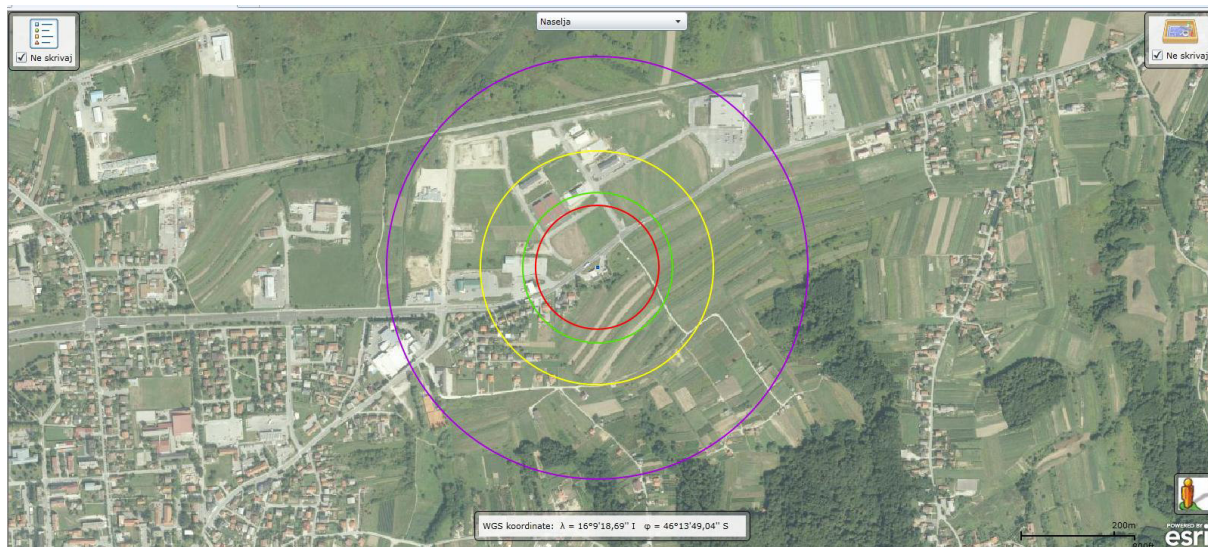 Naselja
Ne skrivaj
Ne skrivaj
WGS koordinate: λ = 16°9'18,69'' I φ = 46°13'49,04'' S
200m
800ft
POWERED BY
esri